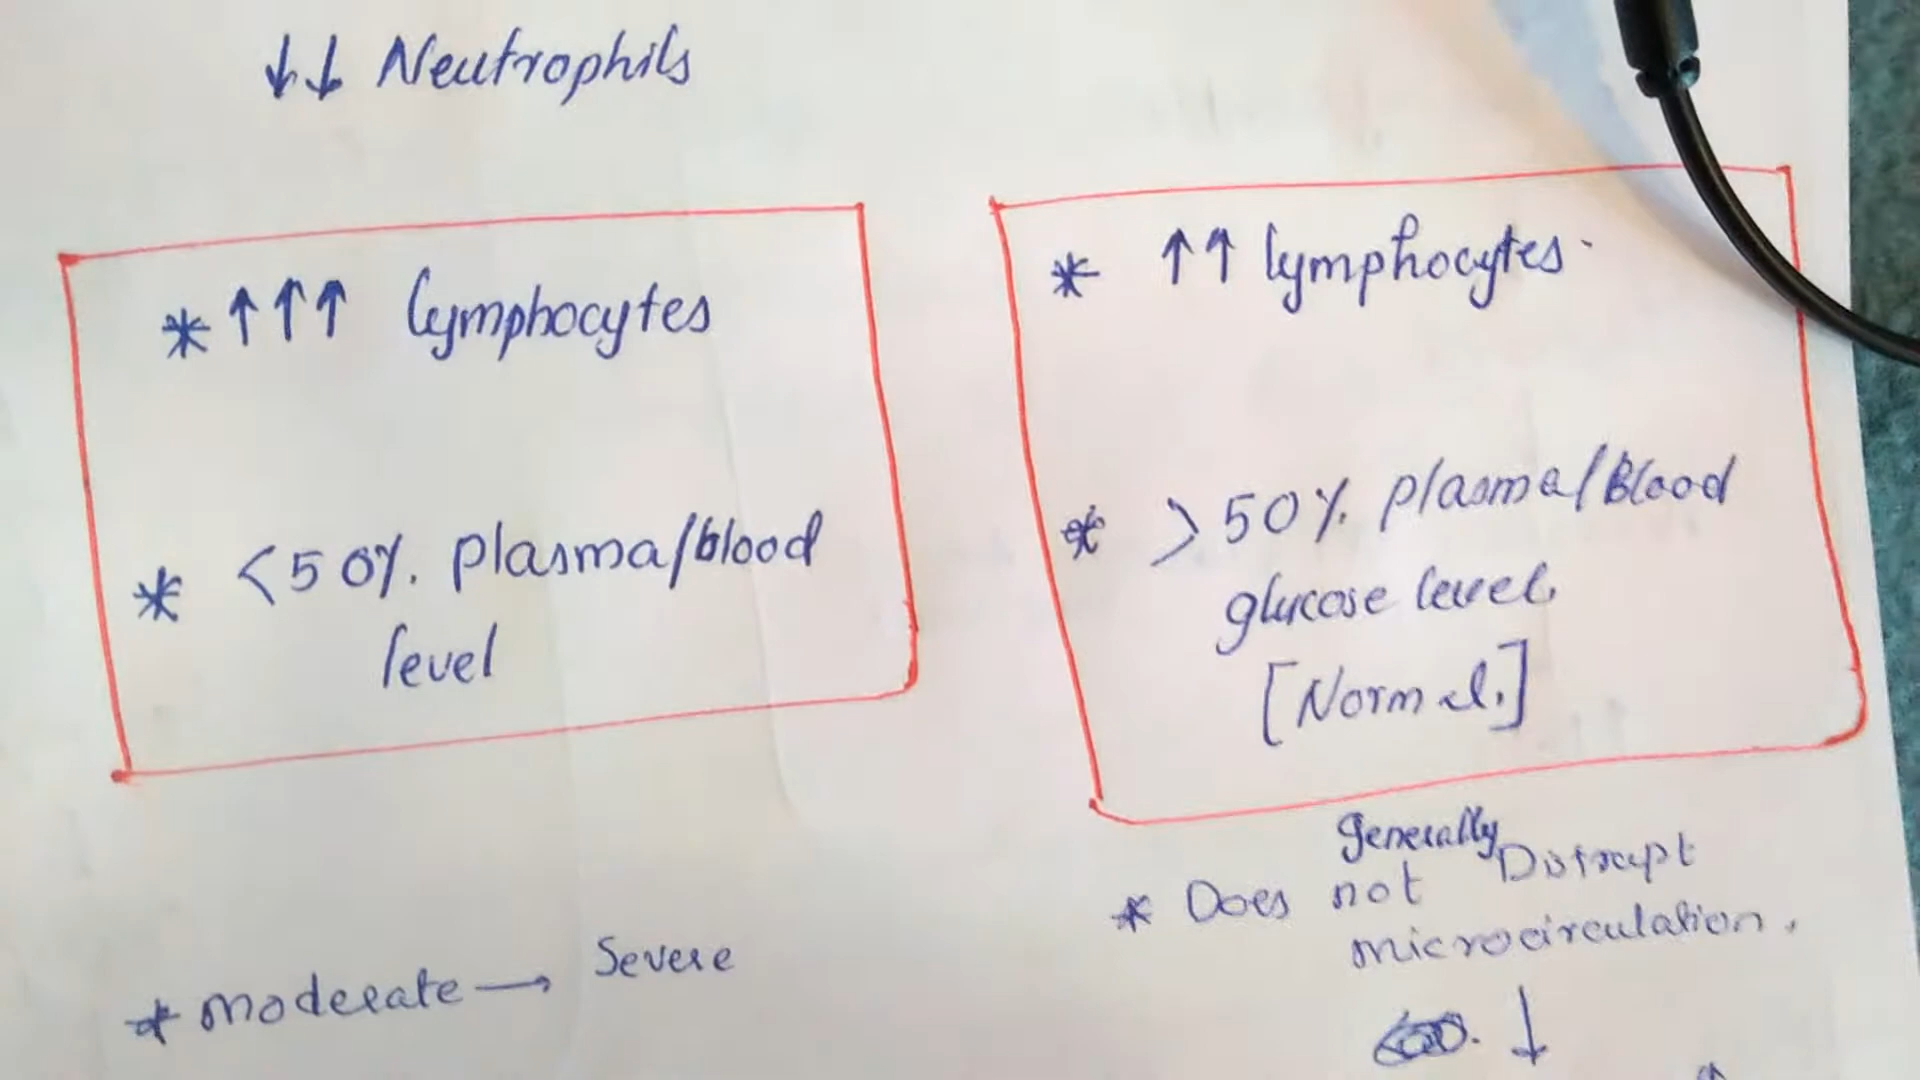 ↓↓ Neutrophils
* ↑↑↑ lymphocytes
* <50%. plasma/blood
level
* moderate → Severe
* ↑↑ lymphocytes.
* >50%. plasma/Blood
glucose level.
[Normal.]
generally
* Does not Distrupt
microcirculation.
↓